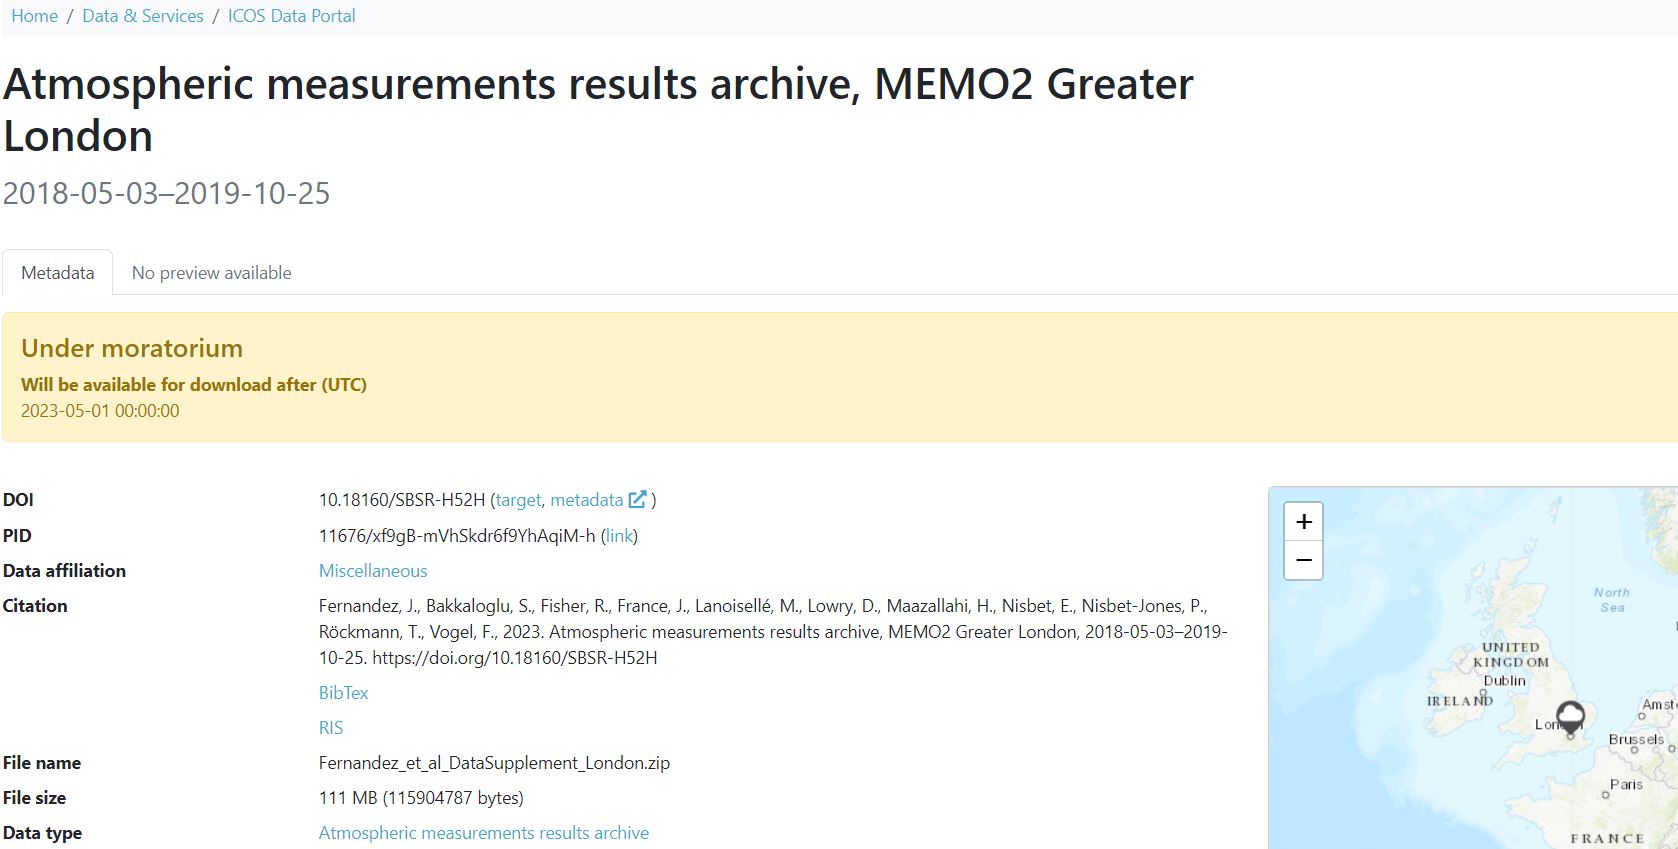 Home / Data & Services / ICOS Data Portal
Atmospheric measurements results archive, MEMO2 Greater
London
2018-05-03–2019-10-25
Metadata No preview available
Under moratorium
Will be available for download after (UTC)
2023-05-01 00:00:00
DOI 10.18160/SBSR-H52H (target, metadata )
PID 11676/xf9gB-mVhSkdr6f9YhAqiM-h (link)
Data affiliation Miscellaneous
Citation Fernandez, J., Bakkaloglu, S., Fisher, R., France, J., Lanoisellé, M., Lowry, D., Maazallahi, H., Nisbet, E., Nisbet-Jones, P.,
Röckmann, T., Vogel, F., 2023. Atmospheric measurements results archive, MEMO2 Greater London, 2018-05-03–2019-
10-25. https://doi.org/10.18160/SBSR-H52H
BibTex
RIS
File name Fernandez_et_al_DataSupplement_London.zip
File size 111 MB (115904787 bytes)
Data type Atmospheric measurements results archive
+
−
North
Sea
UNITED
KINGDOM
Dublin
IRELAND
Amst
Lon
Brussels
Paris
FRANCE